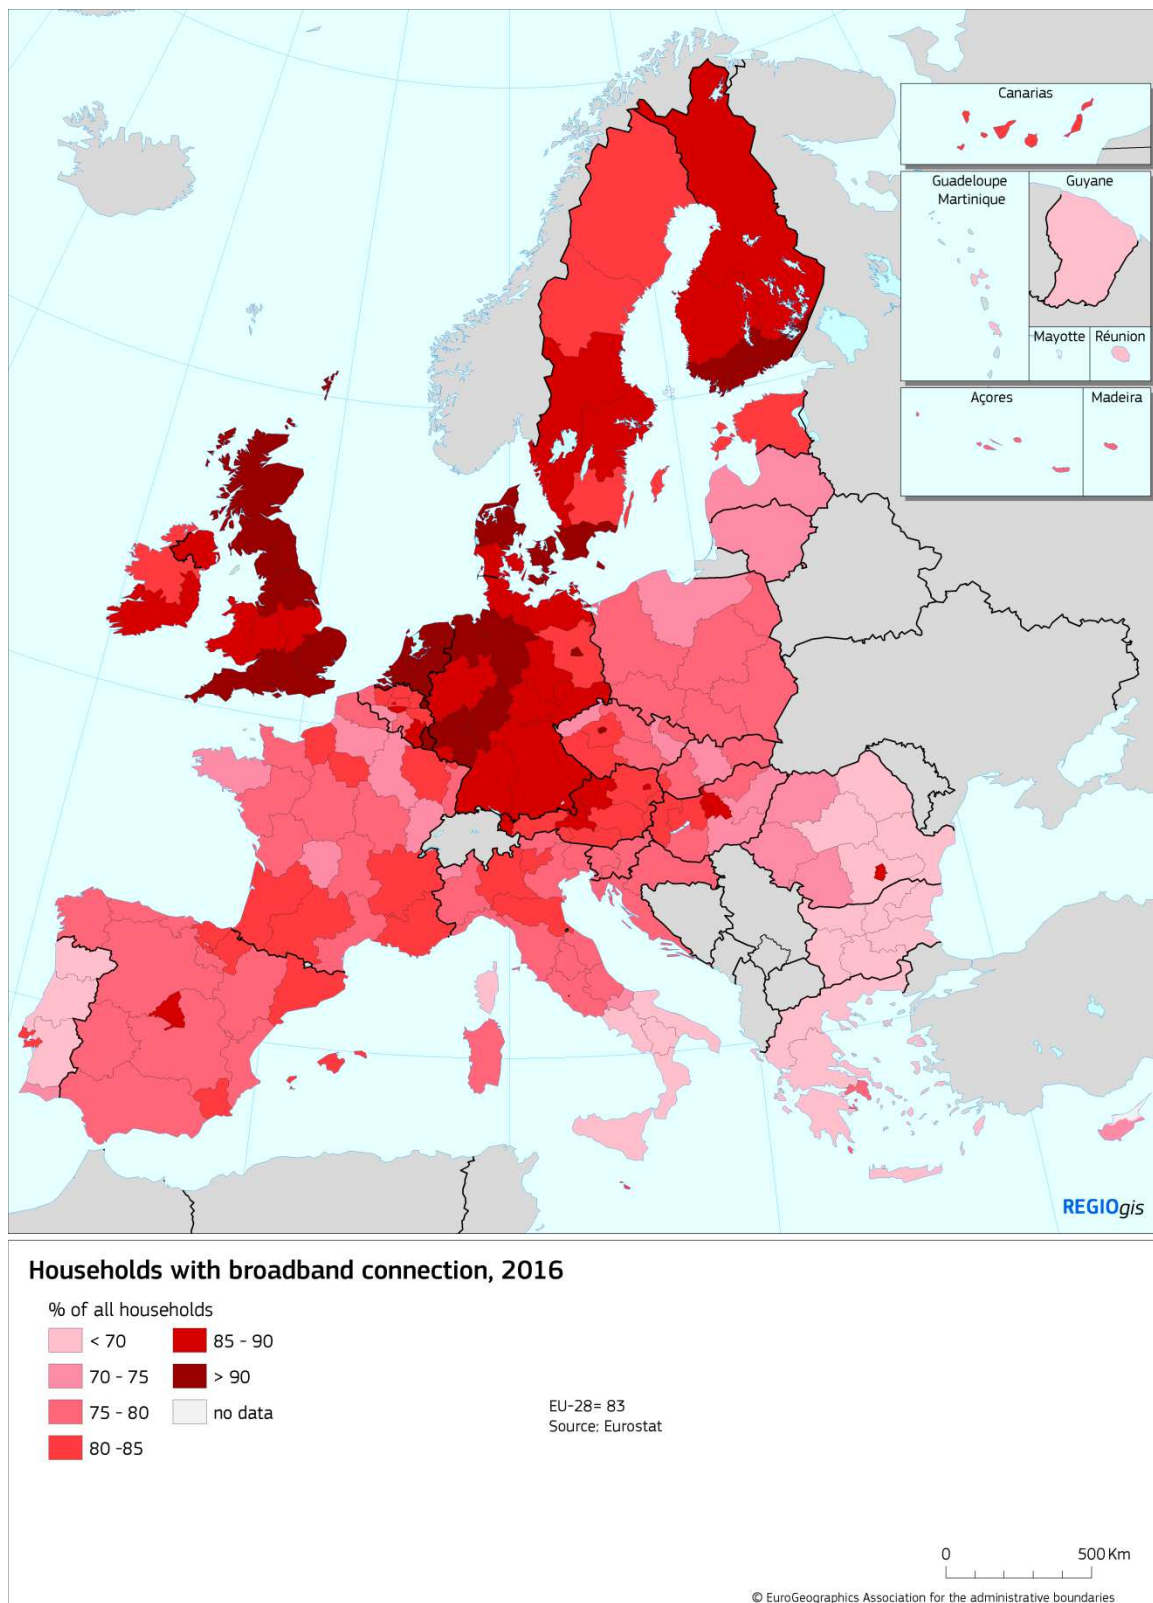 Canarias
Guadeloupe
Martinique
Guyane
Mayotte
Réunion
Açores
Madeira
REGIOgis
Households with broadband connection, 2016
% of all households
< 70
70 - 75
75 - 80
80 -85
85 - 90
> 90
no data
EU-28= 83
Source: Eurostat
0 500 Km
© EuroGeographics Association for the administrative boundaries